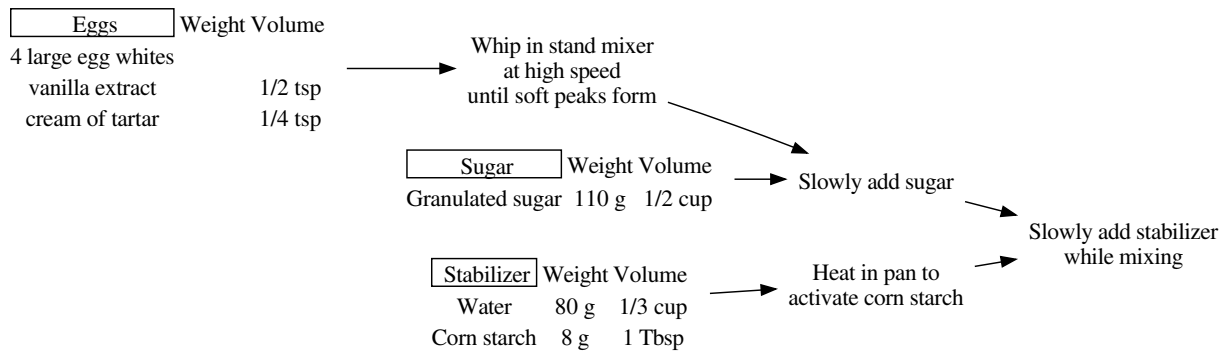 Eggs Weight Volume
4 large egg whites
vanilla extract 1/2 tsp
cream of tartar 1/4 tsp
Whip in stand mixer
at high speed
until soft peaks form
Sugar Weight Volume
Granulated sugar 110 g 1/2 cup
Slowly add sugar
Stabilizer Weight Volume
Water 80 g 1/3 cup
Corn starch 8 g 1 Tbsp
Heat in pan to
activate corn starch
Slowly add stabilizer
while mixing